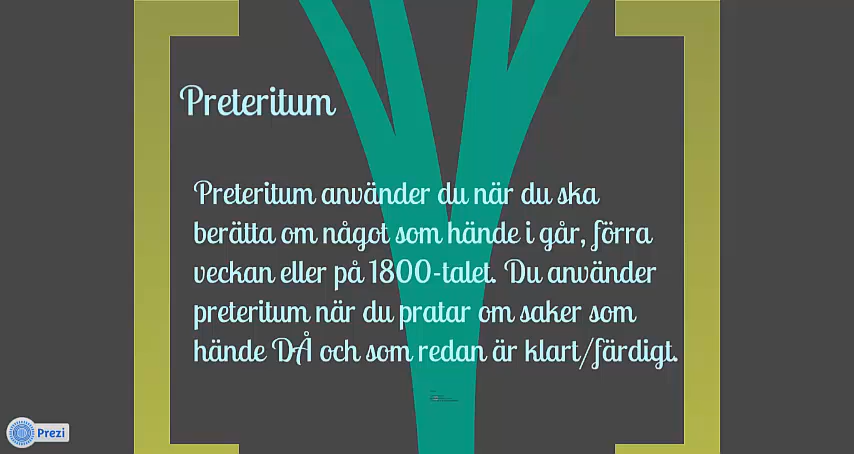 Preteritum
Preteritum använder du när du ska
berätta om något som hände i går, förra
veckan eller på 1800-talet. Du använder
preteritum när du pratar om saker som
hände DÅ och som redan är klart/färdigt.
Prezi